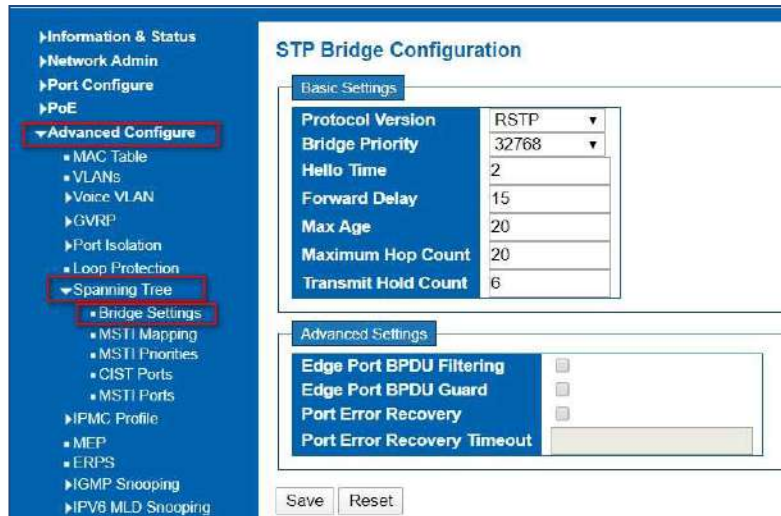 Information & Status
Network Admin
Port Configure
PoE
Advanced Configure
MAC Table
VLANs
Voice VLAN
GVRP
Port Isolation
Loop Protection
Spanning Tree
Bridge Settings
MSTI Mapping
MSTI Priorities
CIST Ports
MSTI Ports
IPMC Profile
MEP
ERPS
IGMP Snooping
IPV6 MLD Snooping
STP Bridge Configuration
Basic Settings
Protocol Version RSTP
Bridge Priority 32768
Hello Time 2
Forward Delay 15
Max Age 20
Maximum Hop Count 20
Transmit Hold Count 6
Advanced Settings
Edge Port BPDU Filtering
Edge Port BPDU Guard
Port Error Recovery
Port Error Recovery Timeout
Save Reset